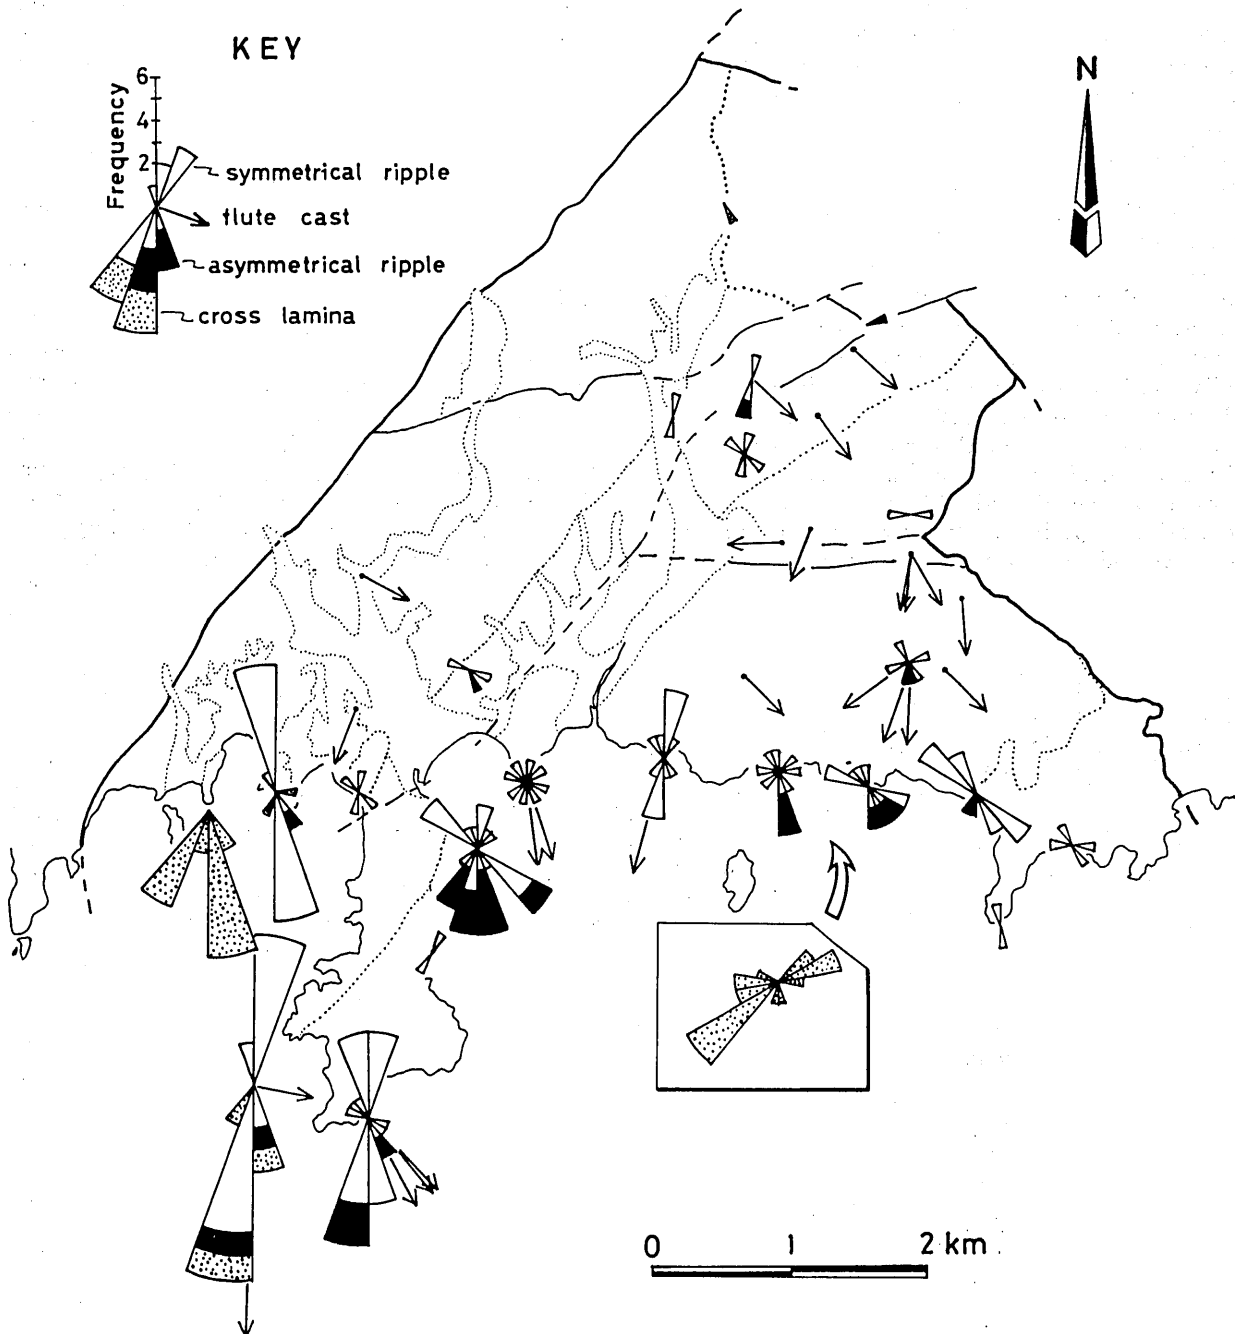 KEY
N
6
4
2
Frequency
symmetrical ripple
flute cast
asymmetrical ripple
cross lamina
0 1 2 km